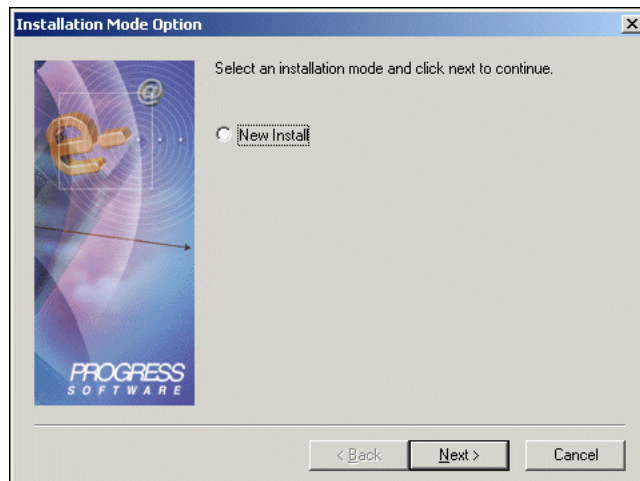 Installation Mode Option
Select an installation mode and click next to continue.
@
e-
New Install
PROGRESS
SOFTWARE
< Back
Next >
Cancel